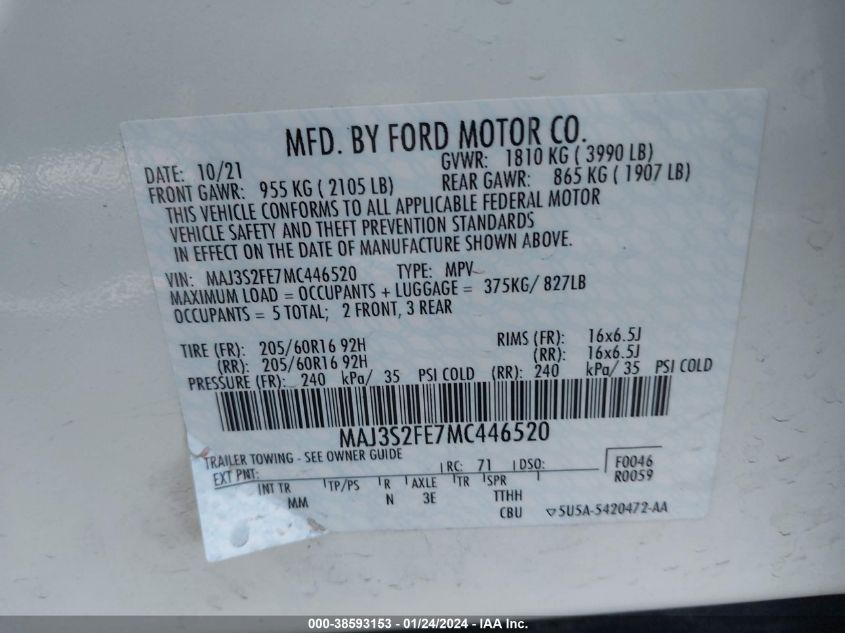 MFD. BY FORD MOTOR CO.
DATE: 10/21 GVWR: 1810 KG ( 3990 LB)
FRONT GAWR: 955 KG ( 2105 LB) REAR GAWR: 865 KG ( 1907 LB)
THIS VEHICLE CONFORMS TO ALL APPLICABLE FEDERAL MOTOR
VEHICLE SAFETY AND THEFT PREVENTION STANDARDS
IN EFFECT ON THE DATE OF MANUFACTURE SHOWN ABOVE.
VIN: MAJ3S2FE7MC446520 TYPE: MPV
MAXIMUM LOAD = OCCUPANTS + LUGGAGE = 375KG/ 827LB
OCCUPANTS = 5 TOTAL; 2 FRONT, 3 REAR
TIRE (FR): 205/60R16 92H RIMS (FR): 16x6.5J
(RR): 205/60R16 92H (RR): 16x6.5J
PRESSURE (FR): 240 kPa/ 35 PSI COLD (RR): 240 kPa/ 35 PSI COLD
MAJ3S2FE7MC446520
TRAILER TOWING - SEE OWNER GUIDE
EXT PNT: RC: 71 DSO: F0046
R0059
INT TR TP/PS R AXLE TR SPR
MM N 3E TTHH
CBU ▽5U5A-5420472-AA
000-38593153 - 01/24/2024 - IAA Inc.